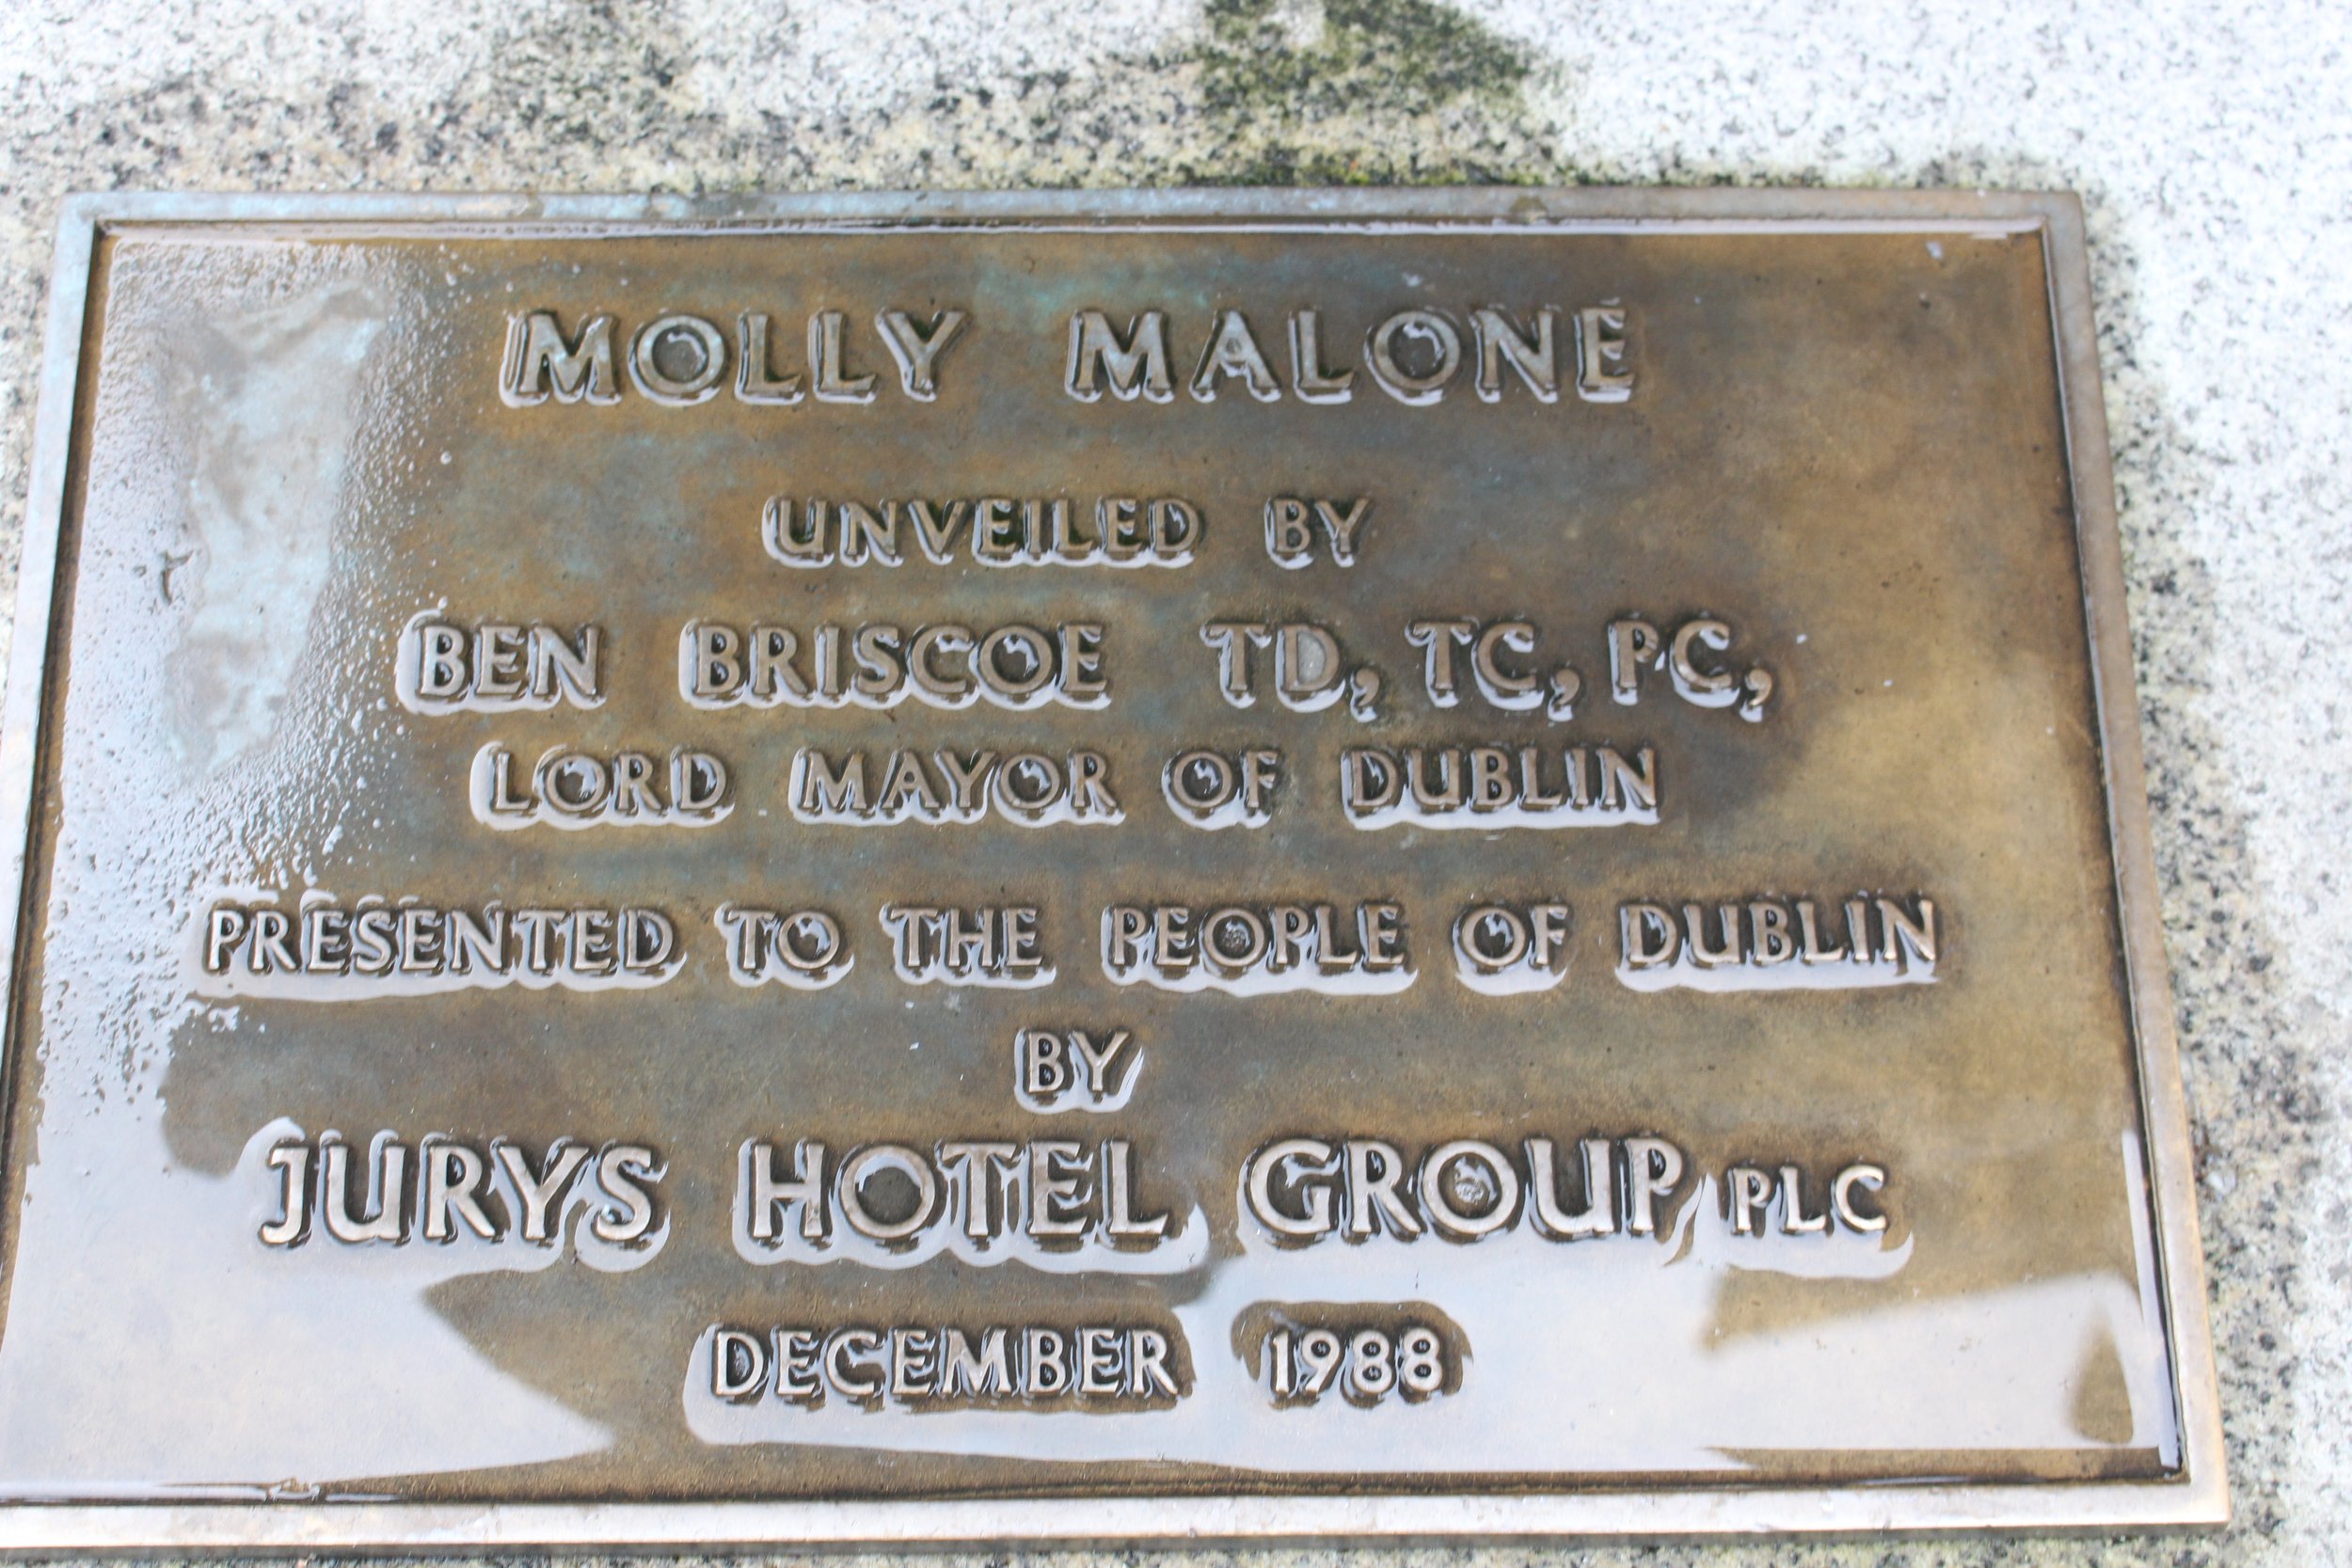 MOLLY MALONE
UNVEILED BY
BEN BRISCOE TD, TC, PC,
LORD MAYOR OF DUBLIN
PRESENTED TO THE PEOPLE OF DUBLIN
BY
JURYS HOTEL GROUP PLC
DECEMBER 1988